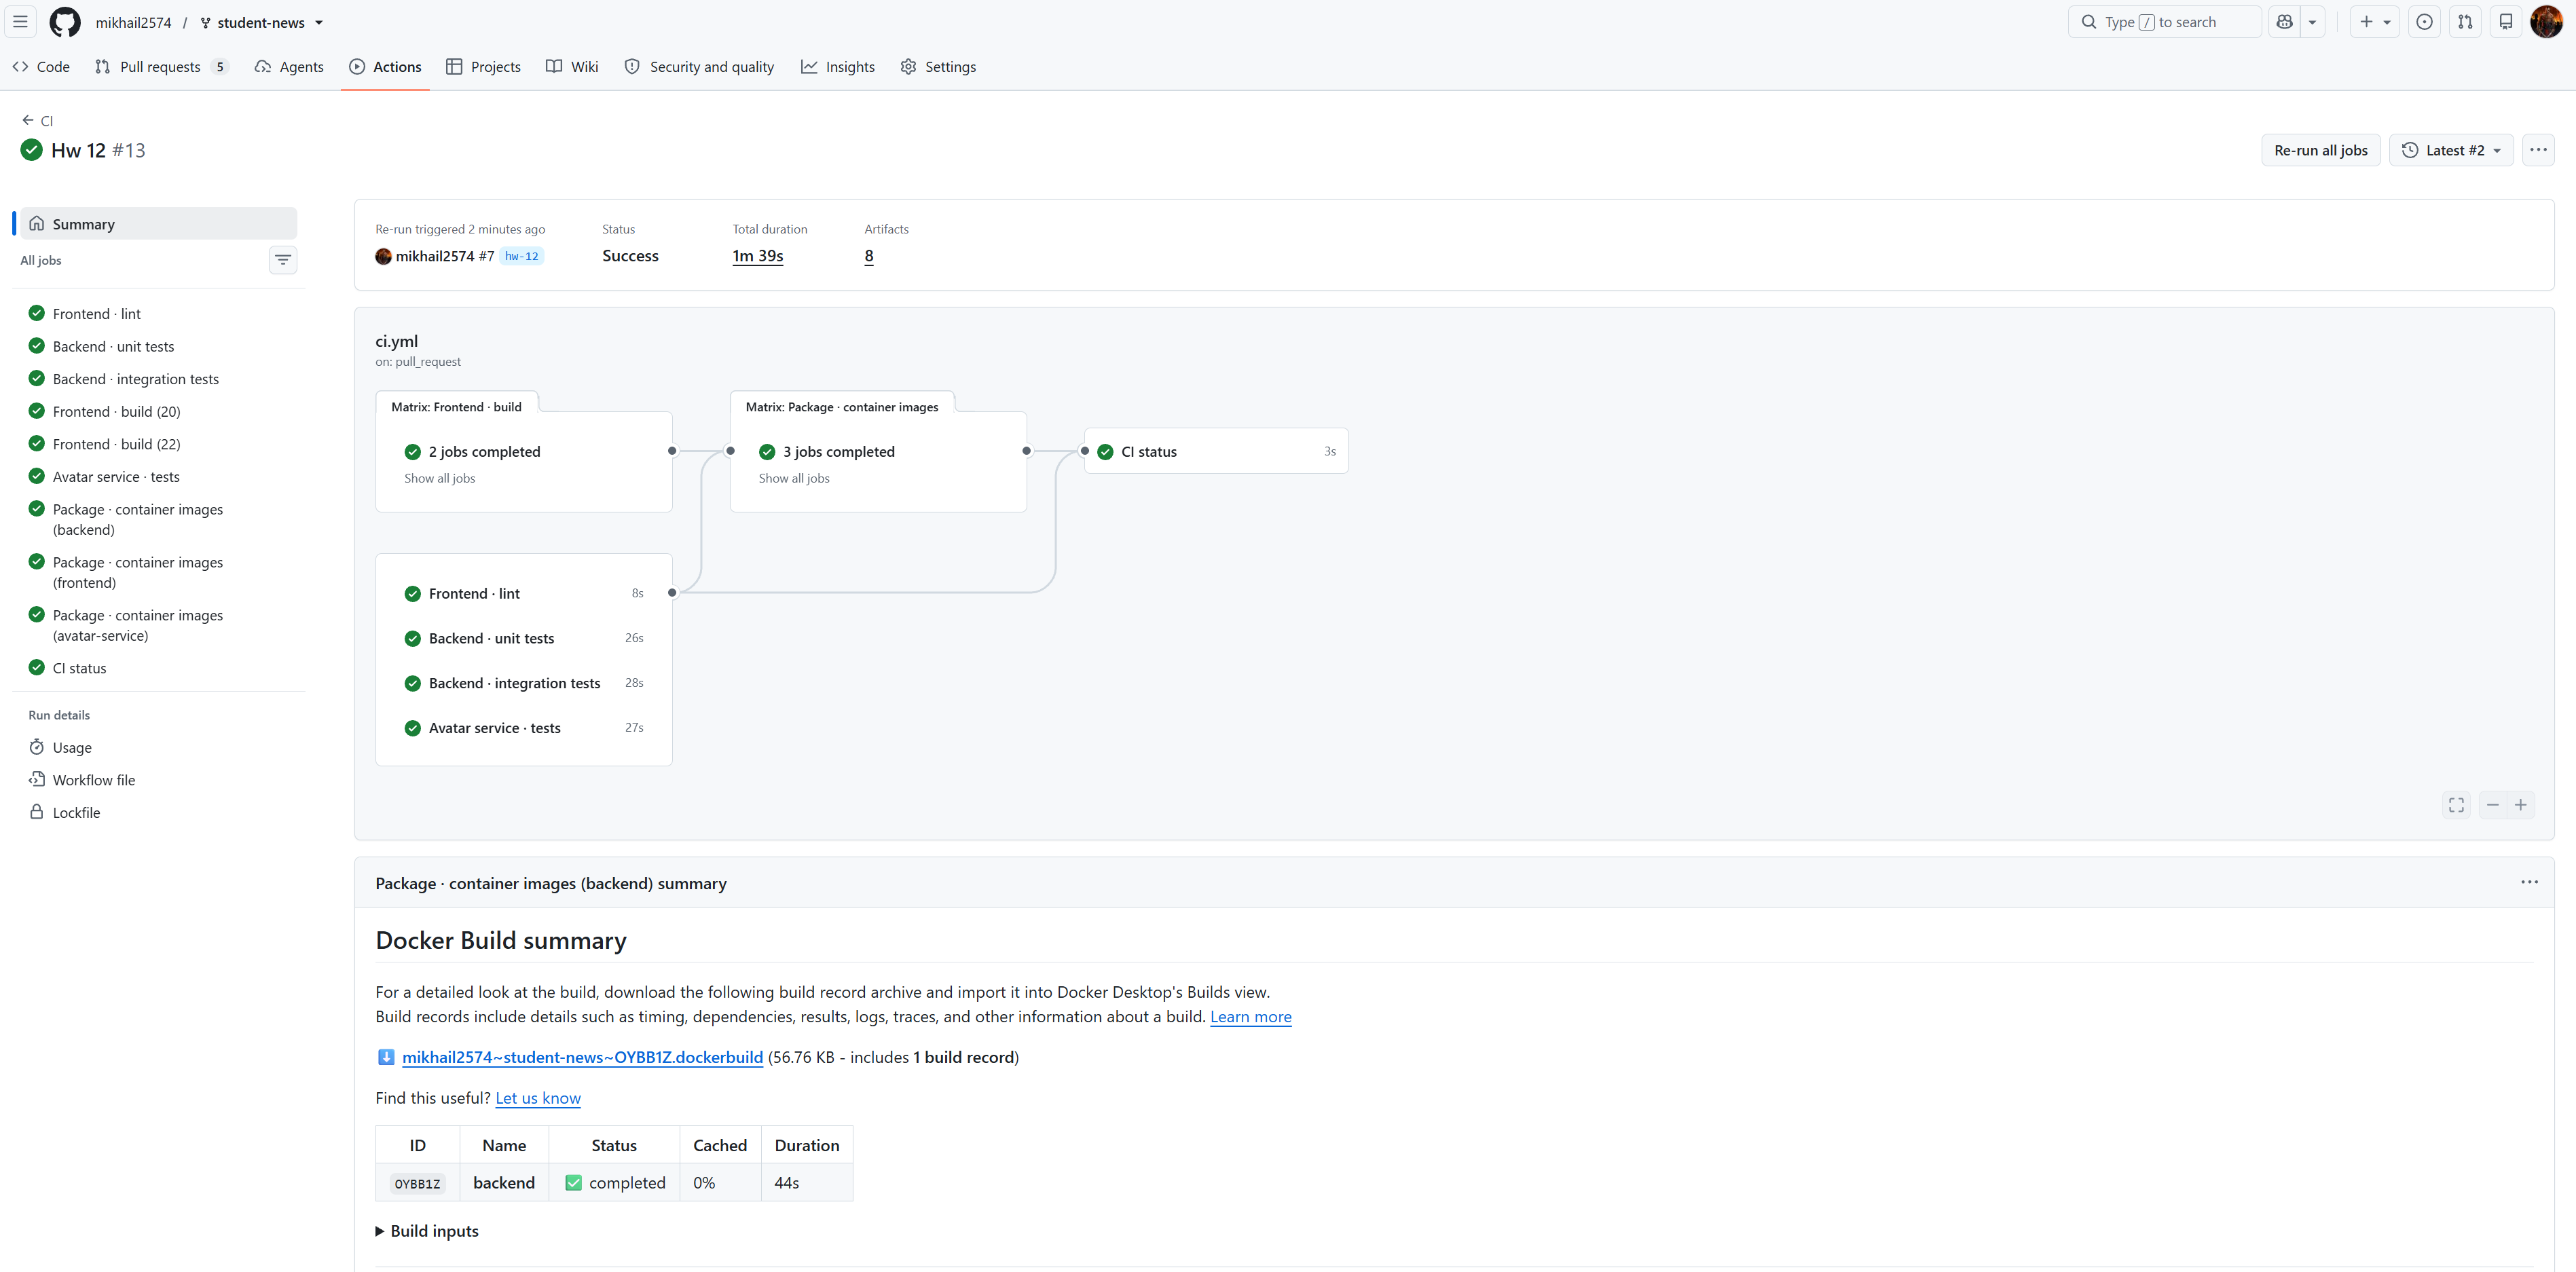 mikhail2574 / student-news
Type / to search
Code
Pull requests 5
Agents
Actions
Projects
Wiki
Security and quality
Insights
Settings
CI
Hw 12 #13
Re-run all jobs
Latest #2
Summary
All jobs
Frontend · lint
Backend · unit tests
Backend · integration tests
Frontend · build (20)
Frontend · build (22)
Avatar service · tests
Package · container images
(backend)
Package · container images
(frontend)
Package · container images
(avatar-service)
CI status
Run details
Usage
Workflow file
Lockfile
Re-run triggered 2 minutes ago
mikhail2574 #7 hw-12
Status
Success
Total duration
1m 39s
Artifacts
8
ci.yml
on: pull_request
Matrix: Frontend · build
2 jobs completed
Show all jobs
Matrix: Package · container images
3 jobs completed
Show all jobs
CI status 3s
Frontend · lint 8s
Backend · unit tests 26s
Backend · integration tests 28s
Avatar service · tests 27s
Package · container images (backend) summary
Docker Build summary
For a detailed look at the build, download the following build record archive and import it into Docker Desktop's Builds view.
Build records include details such as timing, dependencies, results, logs, traces, and other information about a build. Learn more
mikhail2574~student-news~OYBB1Z.dockerbuild (56.76 KB - includes 1 build record)
Find this useful? Let us know
ID Name Status Cached Duration
OYBB1Z backend completed 0% 44s
Build inputs